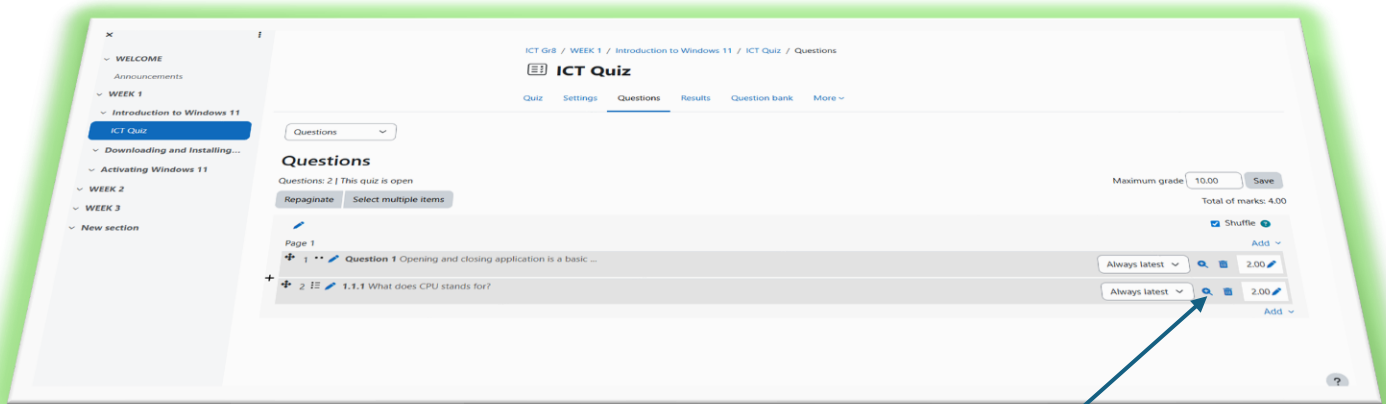 WELCOME
Announcements
WEEK 1
Introduction to Windows 11
ICT Quiz
Downloading and Installing...
Activating Windows 11
WEEK 2
WEEK 3
New section
ICT Gr8 / WEEK 1 / Introduction to Windows 11 / ICT Quiz / Questions
ICT Quiz
Quiz Settings Questions Results Question bank More
Questions
Questions
Questions: 2 | This quiz is open
Maximum grade 10.00 Save
Repaginate Select multiple items
Total of marks: 4.00
Shuffle ?
Page 1
Add
1 Question 1 Opening and closing application is a basic ...
Always latest 2.00
2 1.1.1 What does CPU stands for?
Always latest 2.00
Add
?